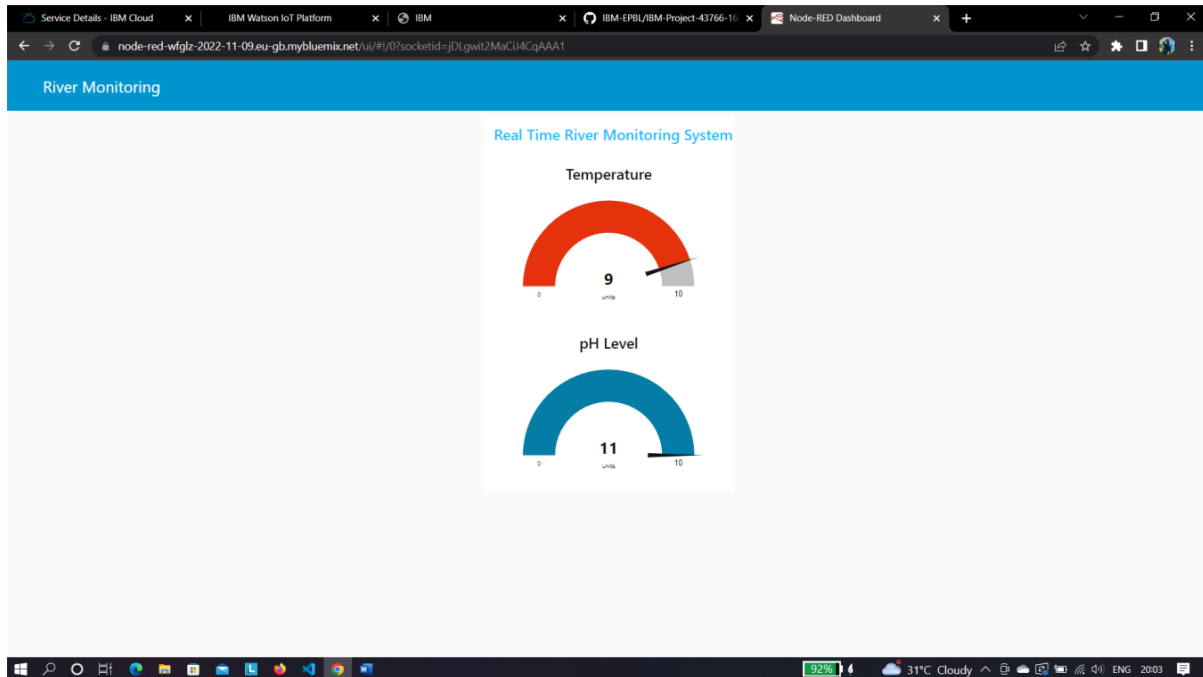 Service Details - IBM Cloud
IBM Watson IoT Platform
IBM
IBM-EPBL/IBM-Project-43766-16
Node-RED Dashboard
node-red-wfglz-2022-11-09.eu-gb.mybluemix.net/ui/#!/0?socketid=jDLgwit2MaCiJ4CqAAA1
River Monitoring
Real Time River Monitoring System
Temperature
9
units
0
10
pH Level
11
units
0
10
92%
31°C Cloudy
ENG
20:03